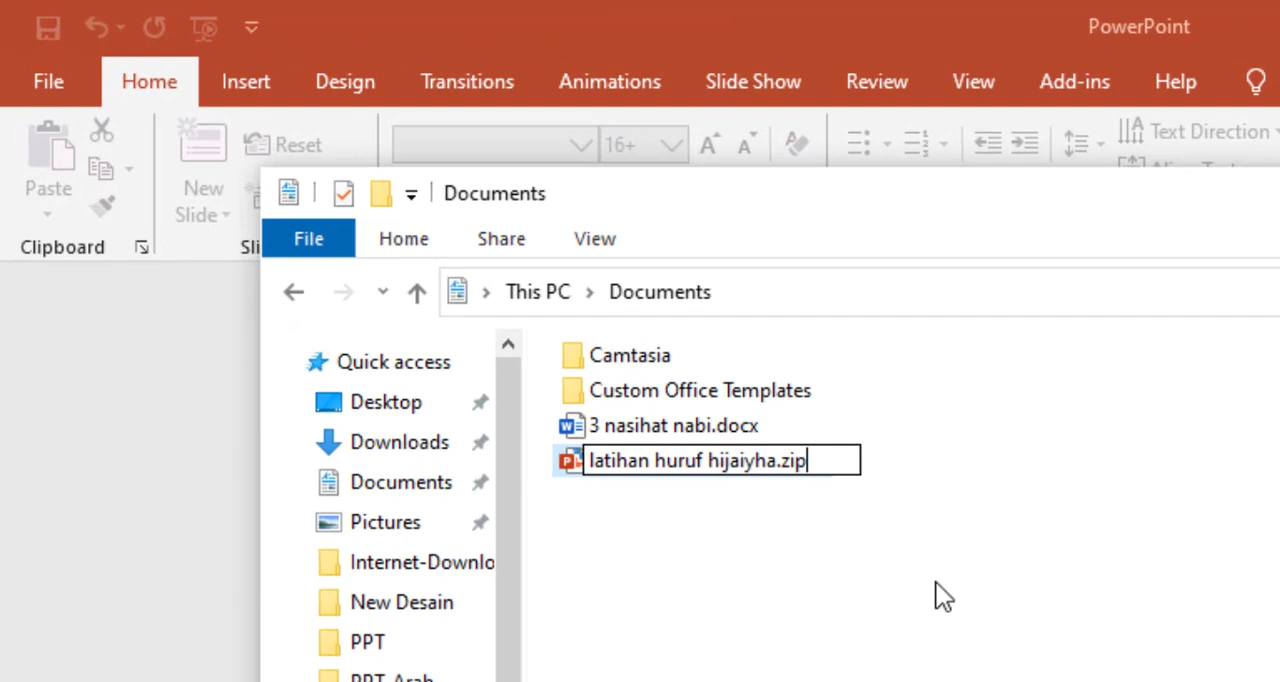 PowerPoint
File Home Insert Design Transitions Animations Slide Show Review View Add-ins Help
Paste
New
Slide
Reset
16+
Text Direction
Clipboard
Documents
File Home Share View
This PC > Documents
Quick access
Desktop
Downloads
Documents
Pictures
Internet-Downlo
New Desain
PPT
PPT-Arab
Camtasia
Custom Office Templates
3 nasihat nabi.docx
latihan huruf hijaiyha.zip